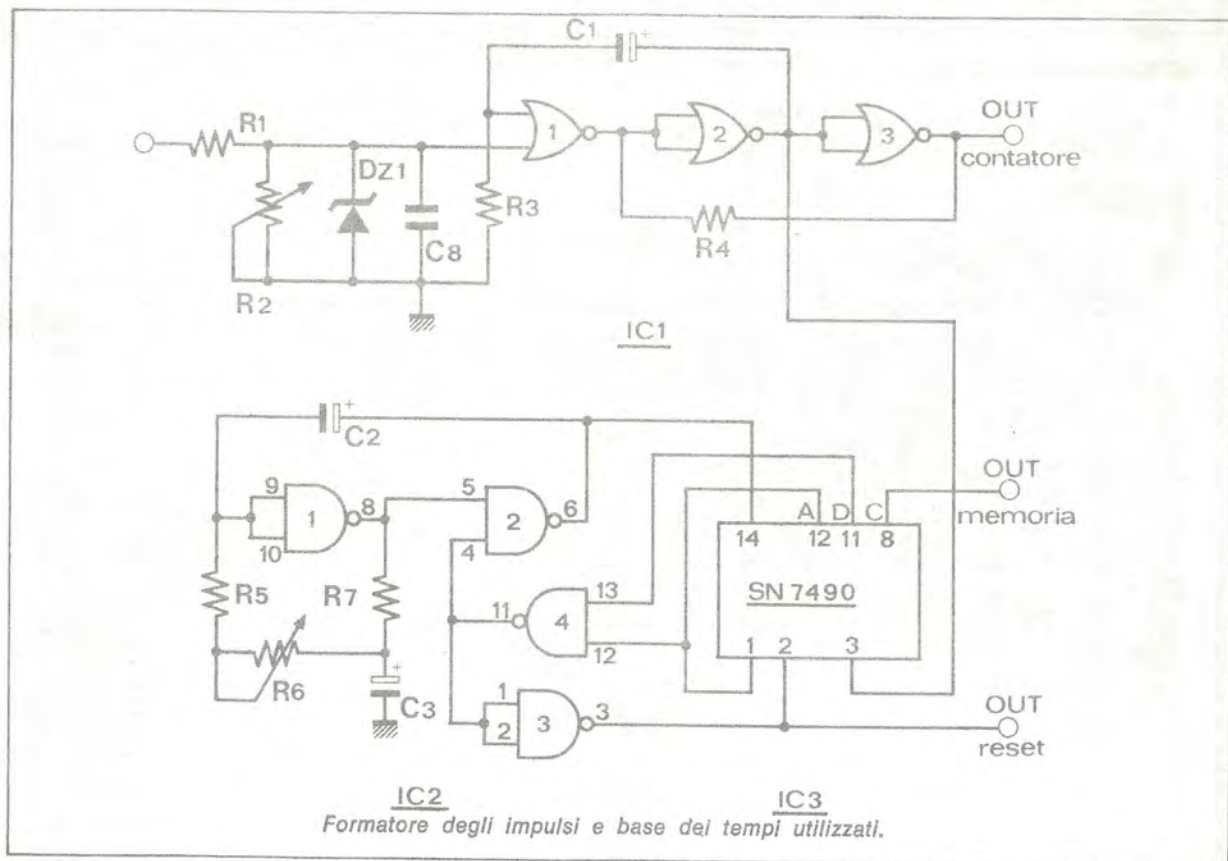 C1 +
R1
DZ1
C8
R2
R3
1
2
3
R4
OUT
contatore
IC1
C2 +
9
10
1
8
5
4
2
6
R5
R7
R6
C3 +
11
4
13
12
1
2
3
3
A D C
14 12 11 8
SN 7490
1 2 3
OUT
memoria
OUT
reset
IC2
IC3
Formatore degli impulsi e base dei tempi utilizzati.